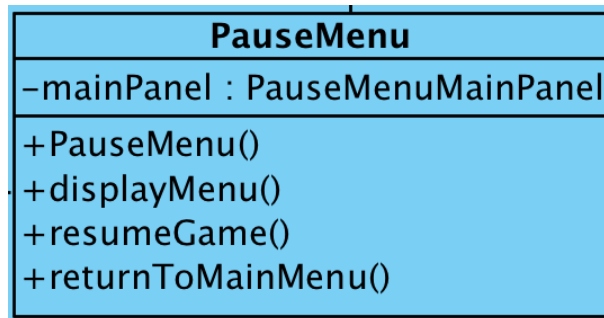 PauseMenu
-mainPanel : PauseMenuMainPanel
+PauseMenu()
+displayMenu()
+resumeGame()
+returnToMainMenu()